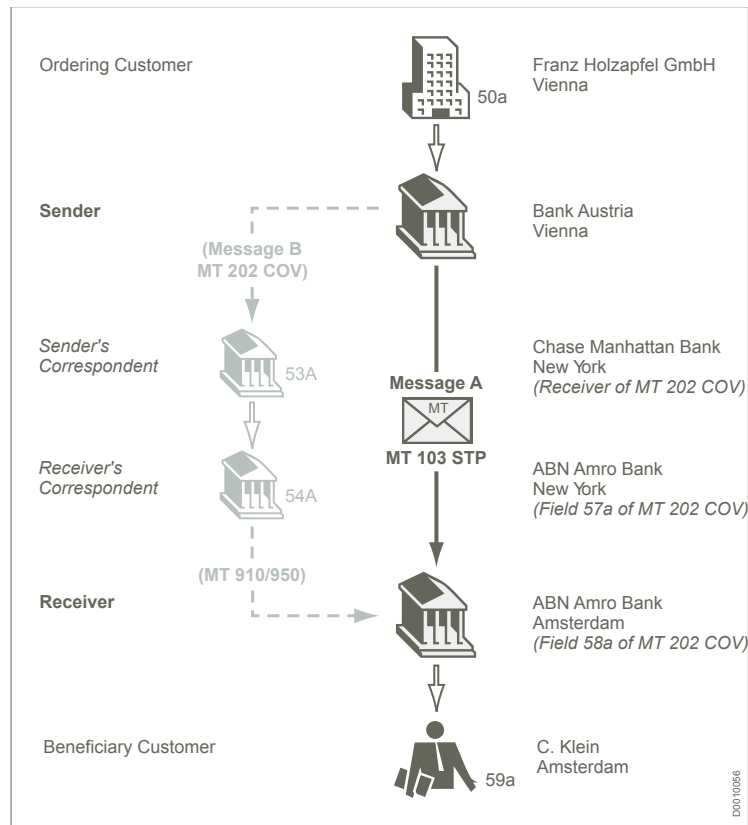 Ordering Customer
50a
Franz Holzapfel GmbH
Vienna
Sender
Bank Austria
Vienna
(Message B
MT 202 COV)
Sender's
Correspondent
53A
Chase Manhattan Bank
New York
(Receiver of MT 202 COV)
Message A
MT
MT 103 STP
Receiver's
Correspondent
54A
ABN Amro Bank
New York
(Field 57a of MT 202 COV)
(MT 910/950)
Receiver
ABN Amro Bank
Amsterdam
(Field 58a of MT 202 COV)
Beneficiary Customer
59a
C. Klein
Amsterdam
D0010056